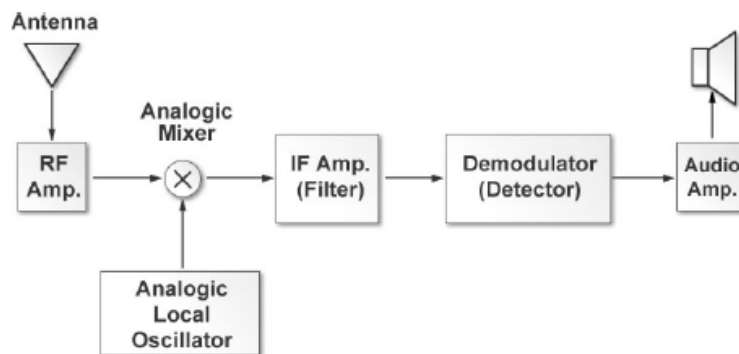 Antenna
Analogic
Mixer
RF
Amp.
IF Amp.
(Filter)
Demodulator
(Detector)
Audio
Amp.
Analogic
Local
Oscillator